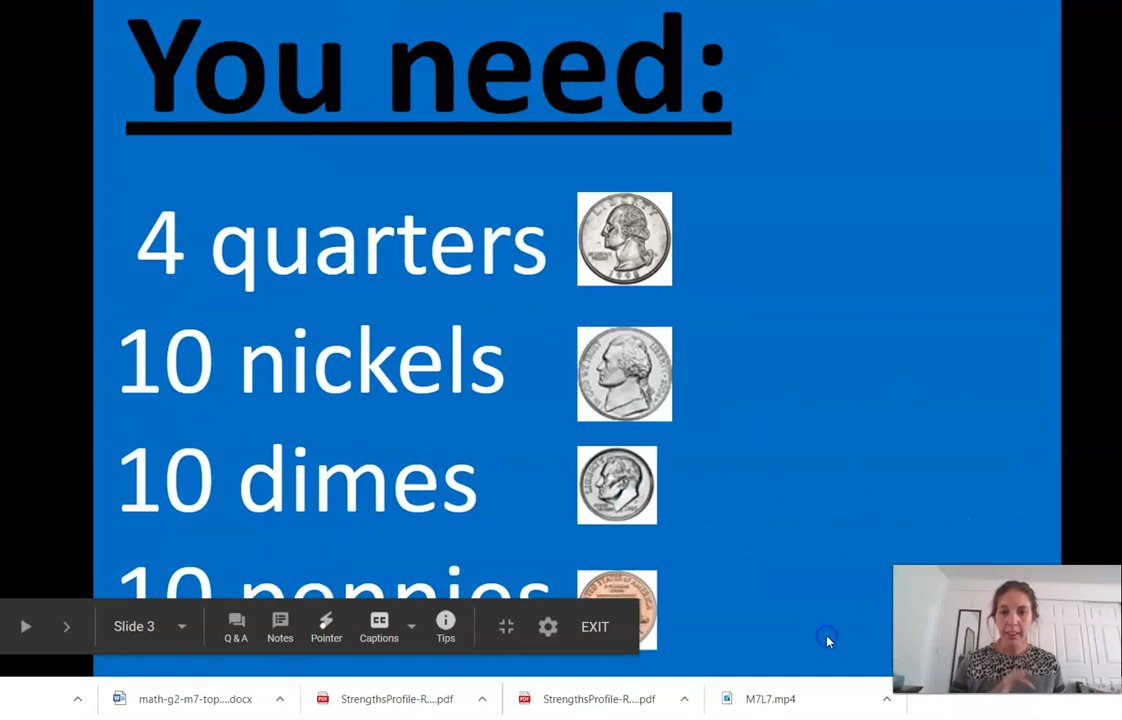 You need:
4 quarters
10 nickels
10 dimes
10 pennies
Slide 3
Q & A
Notes
Pointer
CC
Captions
Tips
EXIT
math-g2-m7-top....docx
StrengthsProfile-R....pdf
StrengthsProfile-R....pdf
M7L7.mp4